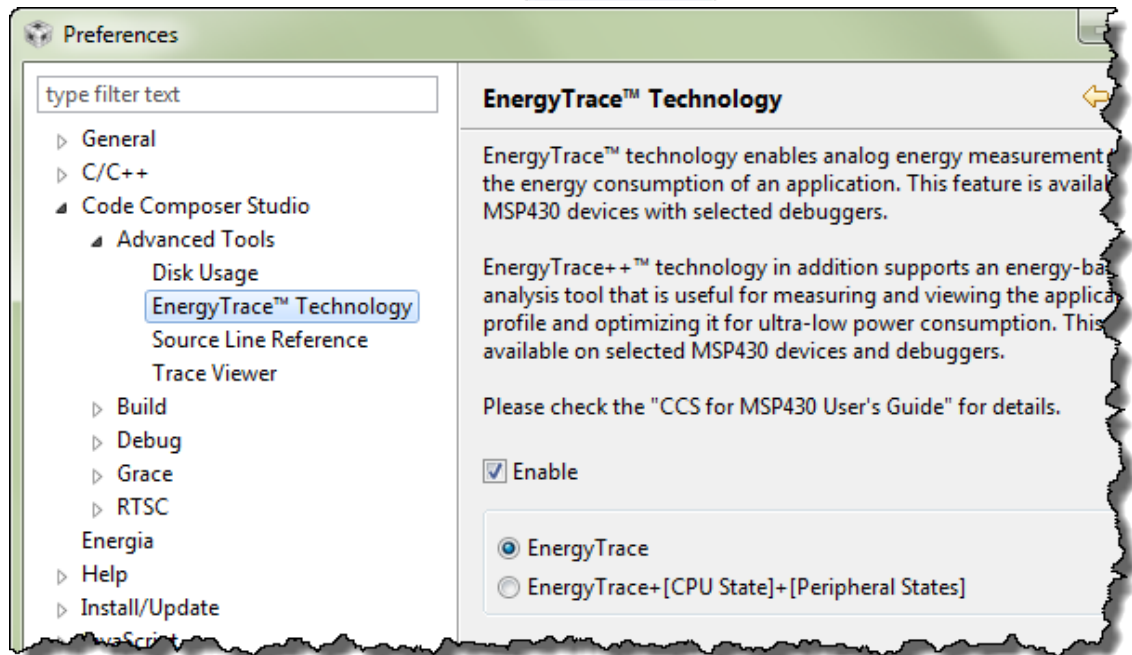 Preferences
type filter text
General
C/C++
Code Composer Studio
Advanced Tools
Disk Usage
EnergyTrace™ Technology
Source Line Reference
Trace Viewer
Build
Debug
Grace
RTSC
Energia
Help
Install/Update
JavaScript
EnergyTrace™ Technology
EnergyTrace™ technology enables analog energy measurement
the energy consumption of an application. This feature is
MSP430 devices with selected debuggers.
EnergyTrace++™ technology in addition supports an
analysis tool that is useful for measuring and viewing the
profile and optimizing it for ultra-low power consumption. This
available on selected MSP430 devices and debuggers.
Please check the "CCS for MSP430 User's Guide" for details.
Enable
EnergyTrace
EnergyTrace+[CPU State]+[Peripheral States]